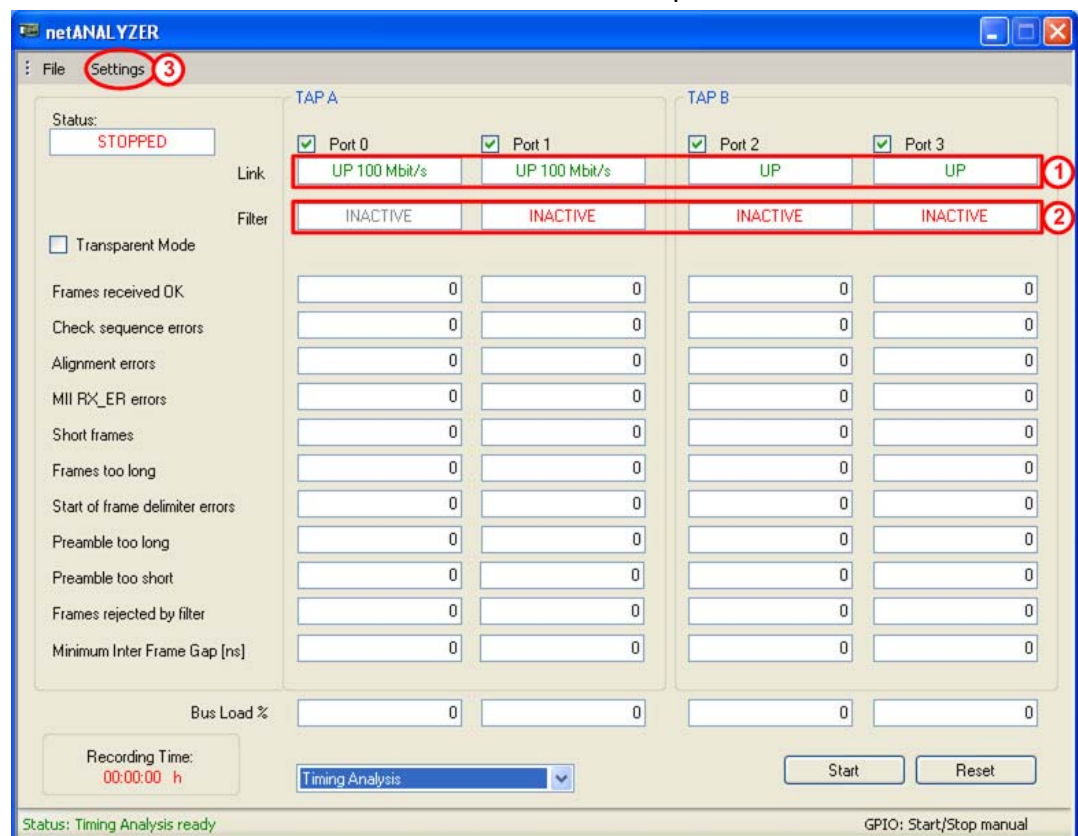 netANALYZER
File Settings 3
TAP A TAP B
Status:
STOPPED
Port 0 Port 1 Port 2 Port 3
Link UP 100 Mbit/s UP 100 Mbit/s UP UP 1
Filter INACTIVE INACTIVE INACTIVE INACTIVE 2
Transparent Mode
Frames received OK 0 0 0 0
Check sequence errors 0 0 0 0
Alignment errors 0 0 0 0
MII RX_ER errors 0 0 0 0
Short frames 0 0 0 0
Frames too long 0 0 0 0
Start of frame delimiter errors 0 0 0 0
Preamble too long 0 0 0 0
Preamble too short 0 0 0 0
Frames rejected by filter 0 0 0 0
Minimum Inter Frame Gap [ns] 0 0 0 0
Bus Load % 0 0 0 0
Recording Time:
00:00:00 h
Timing Analysis Start Reset
Status: Timing Analysis ready GPIO: Start/Stop manual